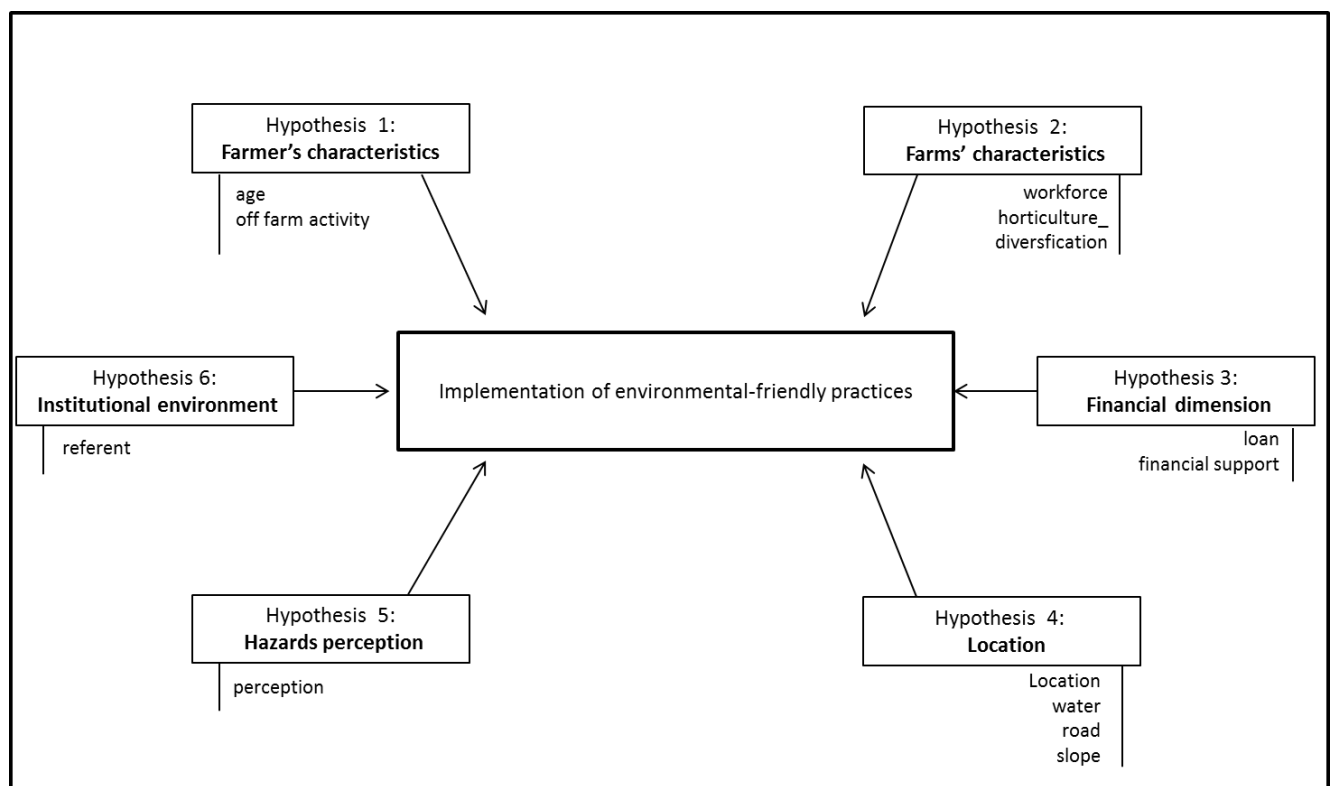 Hypothesis 1:
Farmer's characteristics
age
off farm activity
Hypothesis 2:
Farms' characteristics
workforce
horticulture_
diversfication
Hypothesis 6:
Institutional environment
referent
Implementation of environmental-friendly practices
Hypothesis 3:
Financial dimension
loan
financial support
Hypothesis 5:
Hazards perception
perception
Hypothesis 4:
Location
Location
water
road
slope